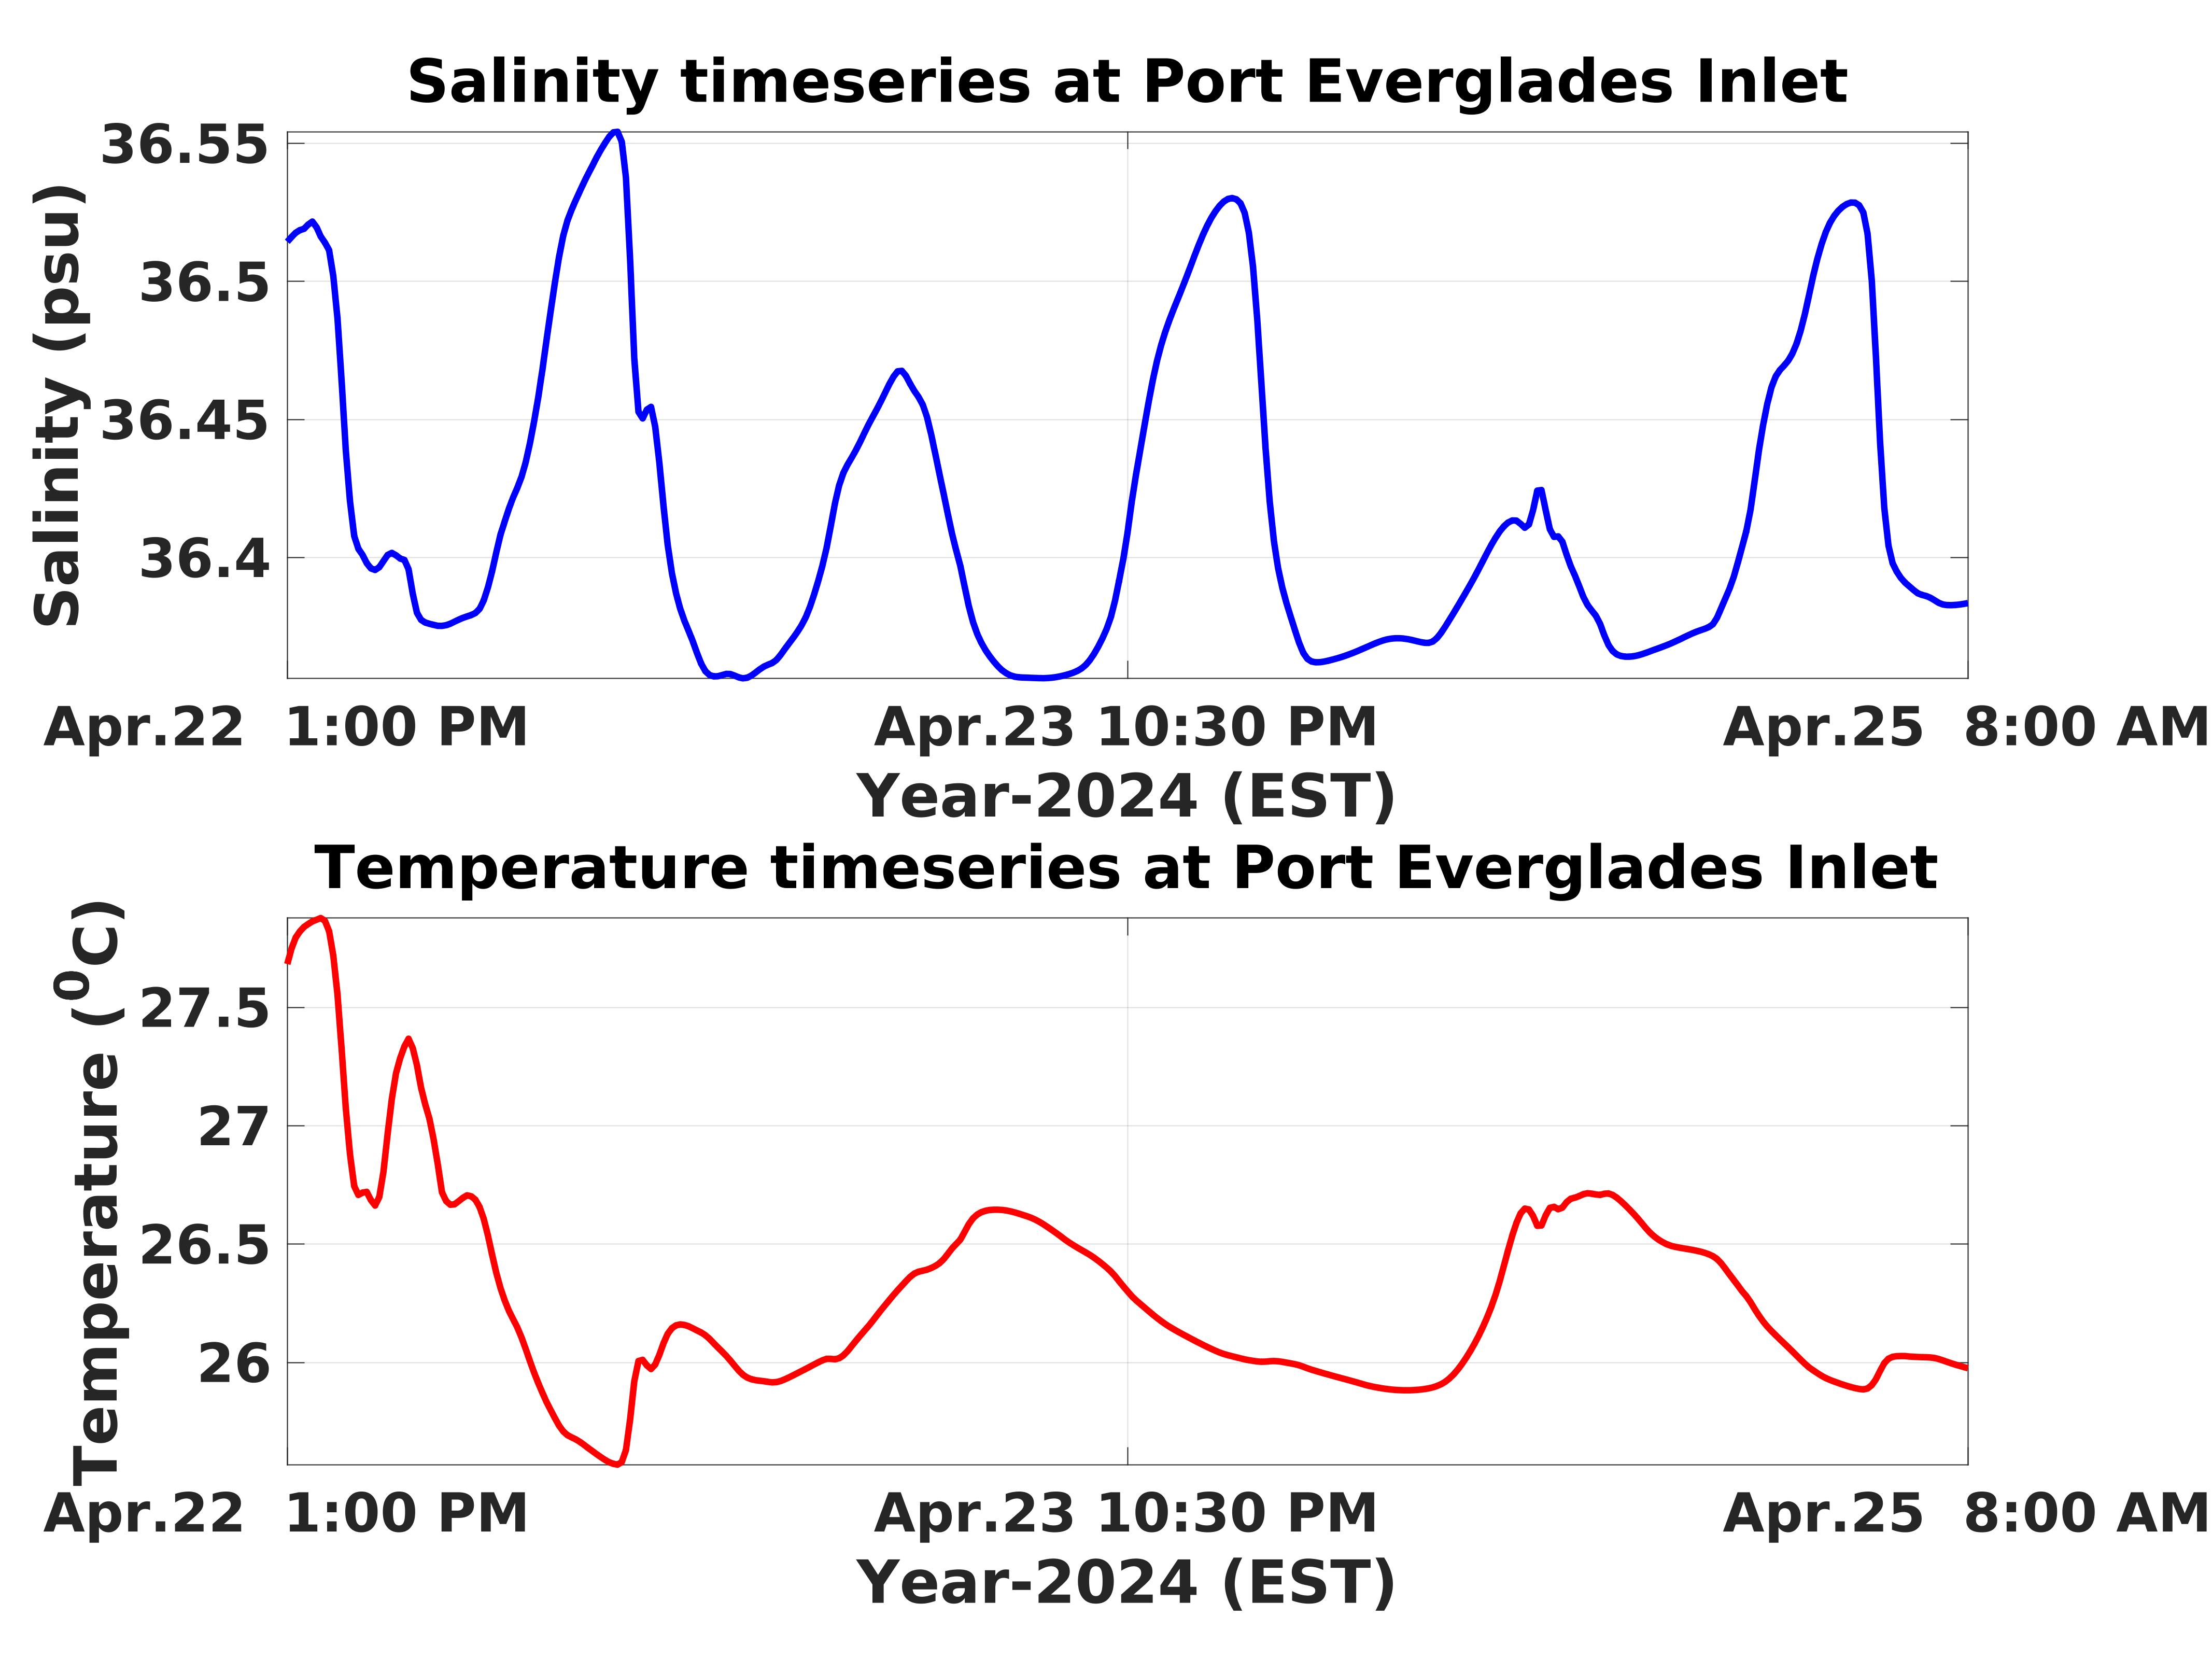 Salinity timeseries at Port Everglades Inlet
Salinity (psu)
36.55
36.5
36.45
36.4
Apr.22  1:00 PM
Apr.23 10:30 PM
Apr.25  8:00 AM
Year-2024 (EST)
Temperature timeseries at Port Everglades Inlet
Temperature (⁰C)
27.5
27
26.5
26
Apr.22  1:00 PM
Apr.23 10:30 PM
Apr.25  8:00 AM
Year-2024 (EST)